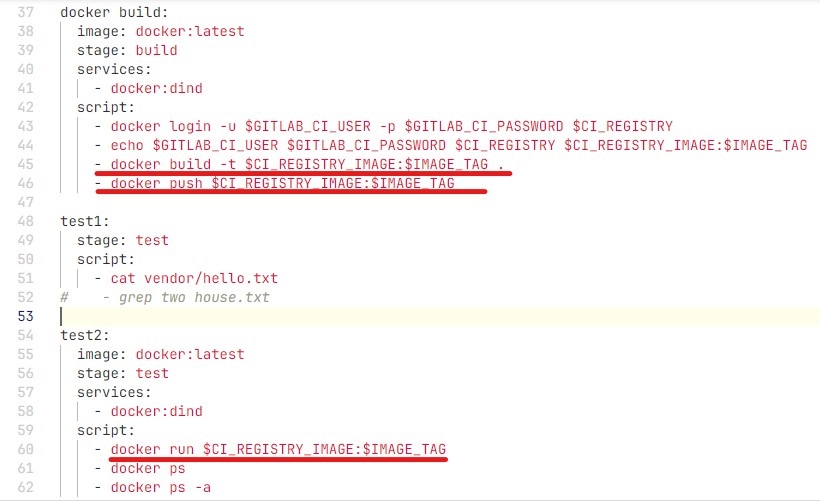 37 docker build:
38 image: docker:latest
39 stage: build
40 services:
41 - docker:dind
42 script:
43 - docker login -u $GITLAB_CI_USER -p $GITLAB_CI_PASSWORD $CI_REGISTRY
44 - echo $GITLAB_CI_USER $GITLAB_CI_PASSWORD $CI_REGISTRY $CI_REGISTRY_IMAGE:$IMAGE_TAG
45 - docker build -t $CI_REGISTRY_IMAGE:$IMAGE_TAG .
46 - docker push $CI_REGISTRY_IMAGE:$IMAGE_TAG
47
48 test1:
49 stage: test
50 script:
51 - cat vendor/hello.txt
52 # - grep two house.txt
53
54 test2:
55 image: docker:latest
56 stage: test
57 services:
58 - docker:dind
59 script:
60 - docker run $CI_REGISTRY_IMAGE:$IMAGE_TAG
61 - docker ps
62 - docker ps -a